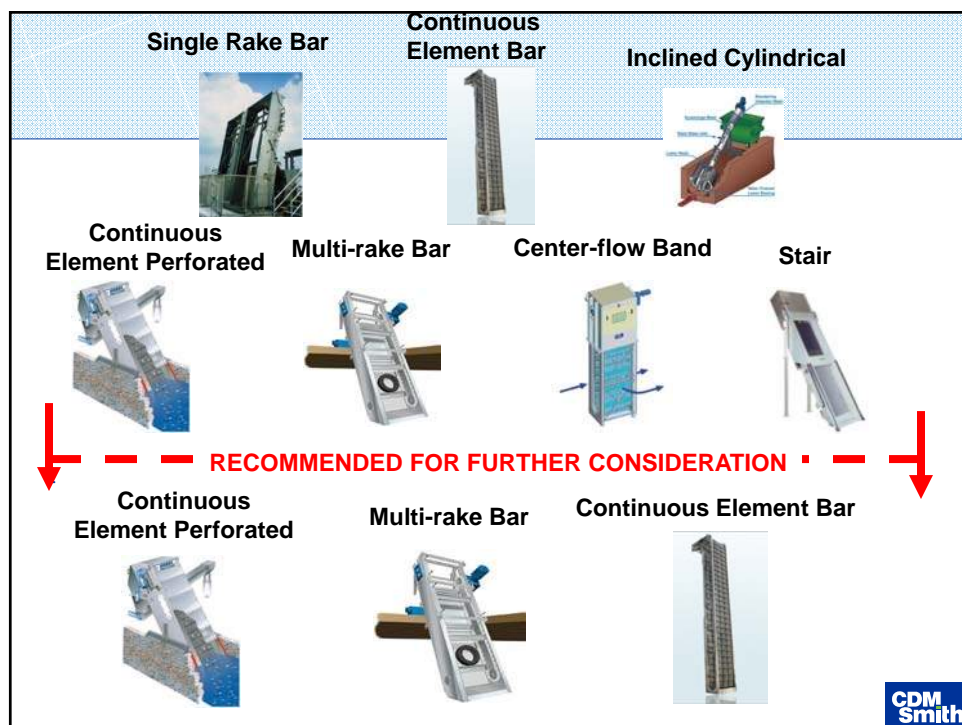 Single Rake Bar
Continuous
Element Bar
Inclined Cylindrical
Continuous
Element Perforated
Multi-rake Bar
Center-flow Band
Stair
RECOMMENDED FOR FURTHER CONSIDERATION
Continuous
Element Perforated
Multi-rake Bar
Continuous Element Bar
CDM
Smith